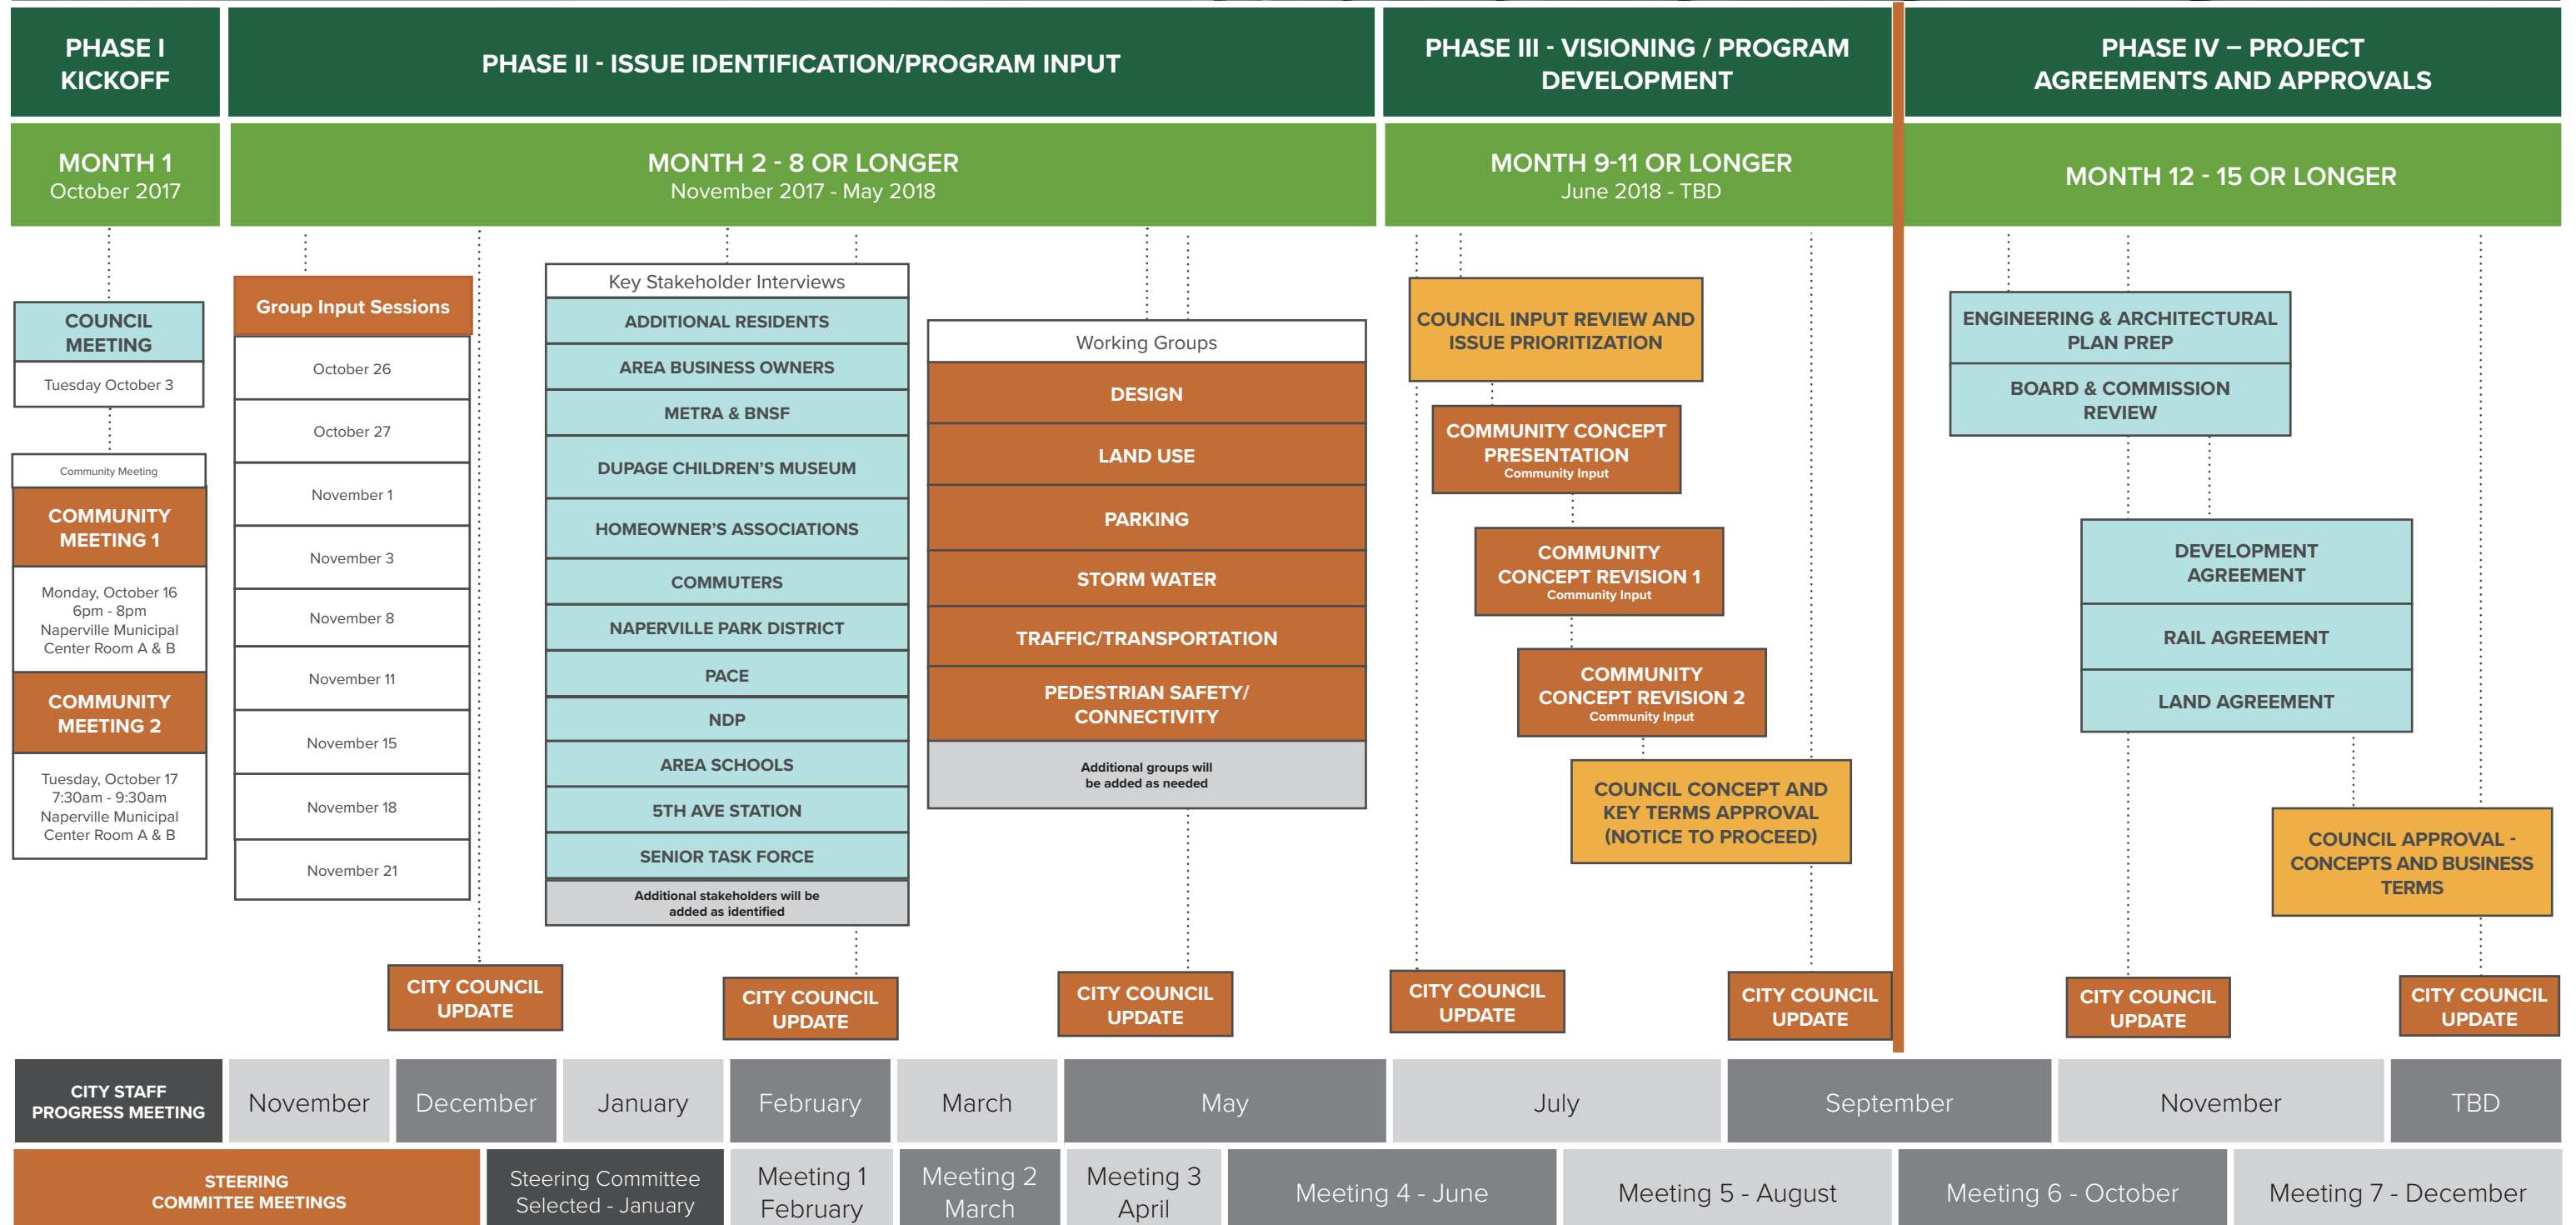 PHASE I
KICKOFF
PHASE II - ISSUE IDENTIFICATION/PROGRAM INPUT
PHASE III - VISIONING / PROGRAM
DEVELOPMENT
PHASE IV – PROJECT
AGREEMENTS AND APPROVALS
MONTH 1
October 2017
MONTH 2 - 8 OR LONGER
November 2017 - May 2018
MONTH 9-11 OR LONGER
June 2018 - TBD
MONTH 12 - 15 OR LONGER
COUNCIL
MEETING
Tuesday October 3
Community Meeting
COMMUNITY
MEETING 1
Monday, October 16
6pm - 8pm
Naperville Municipal
Center Room A & B
COMMUNITY
MEETING 2
Tuesday, October 17
7:30am - 9:30am
Naperville Municipal
Center Room A & B
Group Input Sessions
October 26
October 27
November 1
November 3
November 8
November 11
November 15
November 18
November 21
Key Stakeholder Interviews
ADDITIONAL RESIDENTS
AREA BUSINESS OWNERS
METRA & BNSF
DUPAGE CHILDREN’S MUSEUM
HOMEOWNER’S ASSOCIATIONS
COMMUTERS
NAPERVILLE PARK DISTRICT
PACE
NDP
AREA SCHOOLS
5TH AVE STATION
SENIOR TASK FORCE
Additional stakeholders will be
added as identified
Working Groups
DESIGN
LAND USE
PARKING
STORM WATER
TRAFFIC/TRANSPORTATION
PEDESTRIAN SAFETY/
CONNECTIVITY
Additional groups will
be added as needed
COUNCIL INPUT REVIEW AND
ISSUE PRIORITIZATION
COMMUNITY CONCEPT
PRESENTATION
Community Input
COMMUNITY
CONCEPT REVISION 1
Community Input
COMMUNITY
CONCEPT REVISION 2
Community Input
COUNCIL CONCEPT AND
KEY TERMS APPROVAL
(NOTICE TO PROCEED)
ENGINEERING & ARCHITECTURAL
PLAN PREP
BOARD & COMMISSION
REVIEW
DEVELOPMENT
AGREEMENT
RAIL AGREEMENT
LAND AGREEMENT
COUNCIL APPROVAL -
CONCEPTS AND BUSINESS
TERMS
CITY COUNCIL
UPDATE
CITY COUNCIL
UPDATE
CITY COUNCIL
UPDATE
CITY COUNCIL
UPDATE
CITY COUNCIL
UPDATE
CITY COUNCIL
UPDATE
CITY COUNCIL
UPDATE
CITY STAFF
PROGRESS MEETING
November
December
January
February
March
May
July
September
November
TBD
STEERING
COMMITTEE MEETINGS
Steering Committee
Selected - January
Meeting 1
February
Meeting 2
March
Meeting 3
April
Meeting 4 - June
Meeting 5 - August
Meeting 6 - October
Meeting 7 - December